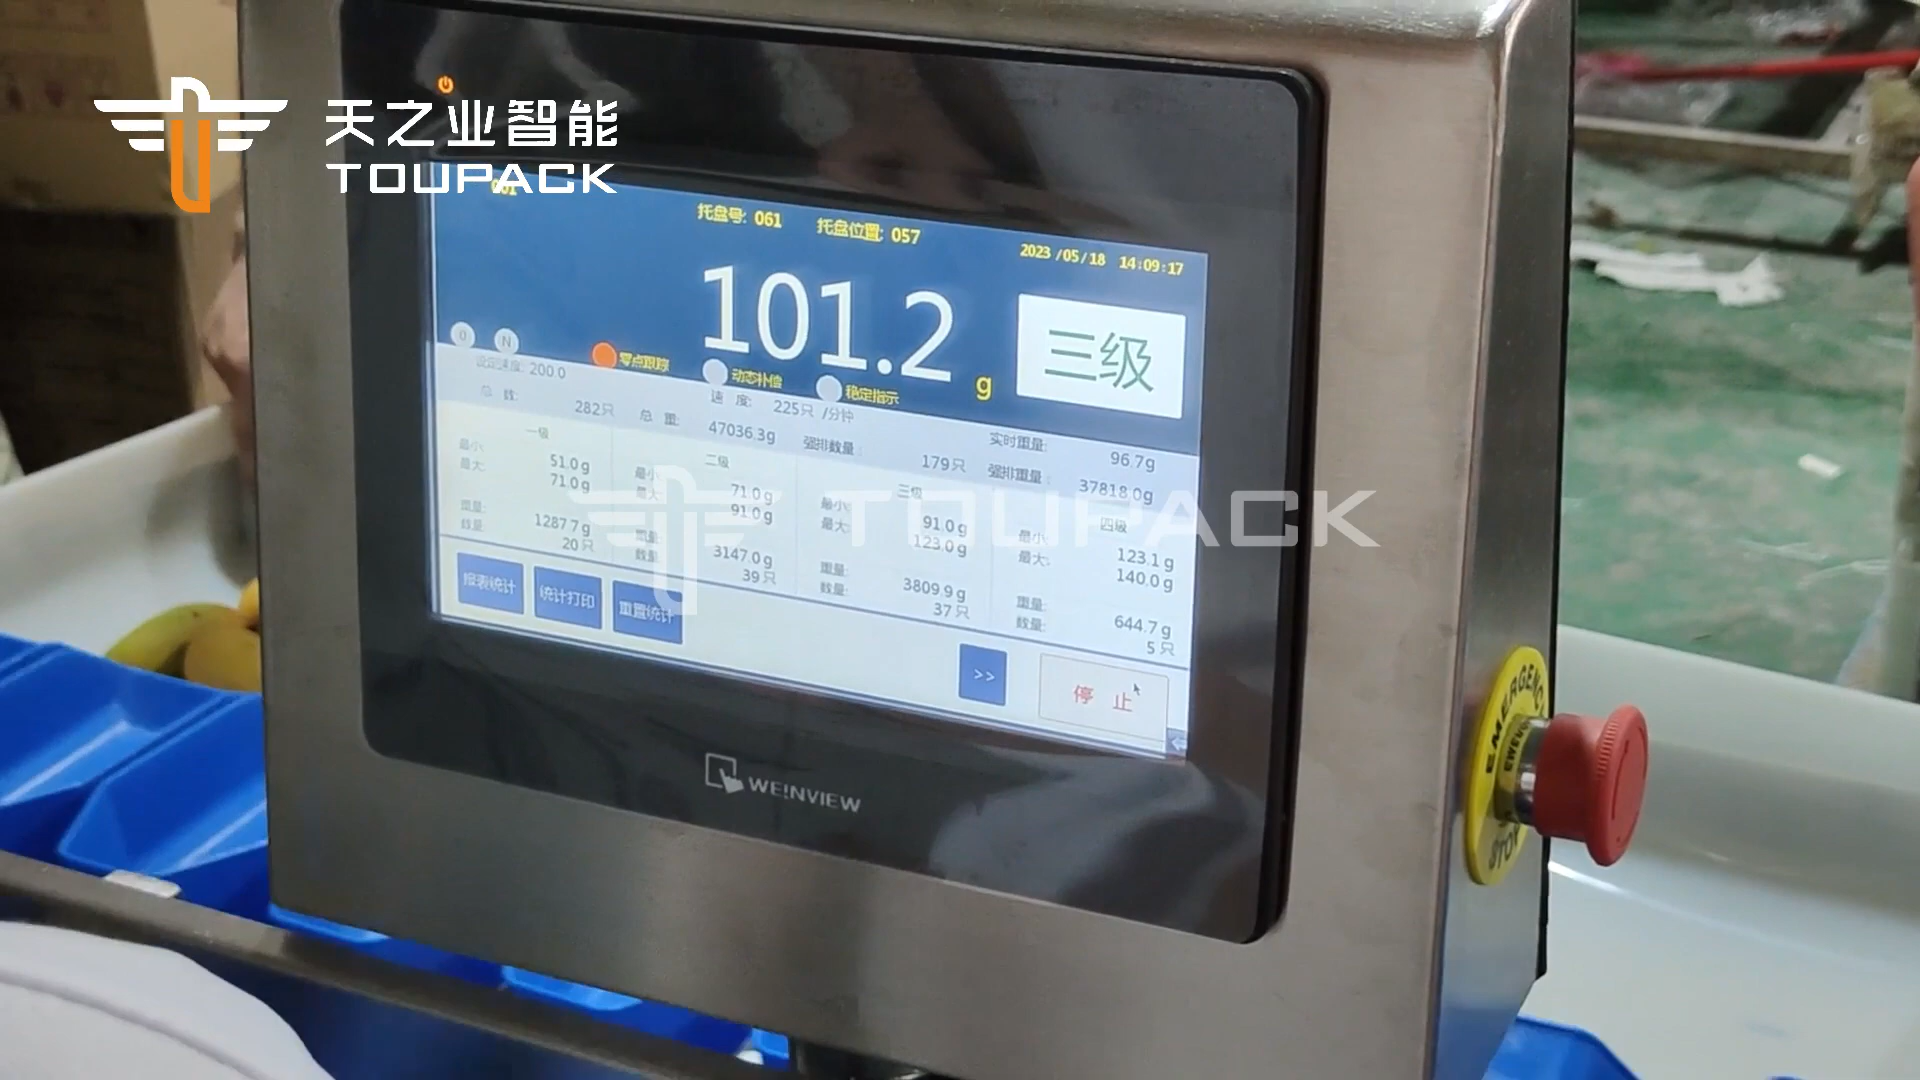 天之业智能
TOUPACK
001
托盘号: 061 托盘位置: 057
2023 /05/18 14:09:17
101.2 g
三级
0 N
零点跟踪 动态补偿 稳定指示
设定速度: 200.0
速 度: 225只 /分钟
实时重量: 96.7g
总 数: 282只 总 重: 47036.3g 强排数量: 179只 强排重量: 37818.0g
一级
最小: 51.0g
最大: 71.0g
重量: 1287.7g
数量: 20只
二级
最小: 71.0g
最大: 91.0g
重量: 3147.0g
数量: 39只
三级
最小: 91.0g
最大: 123.0g
重量: 3809.9g
数量: 37只
四级
最小: 123.1g
最大: 140.0g
重量: 644.7g
数量: 5只
报表统计 统计打印 重置统计
>> 停 止
TOUPACK
WE!NVIEW
EMERGENCY
STOP